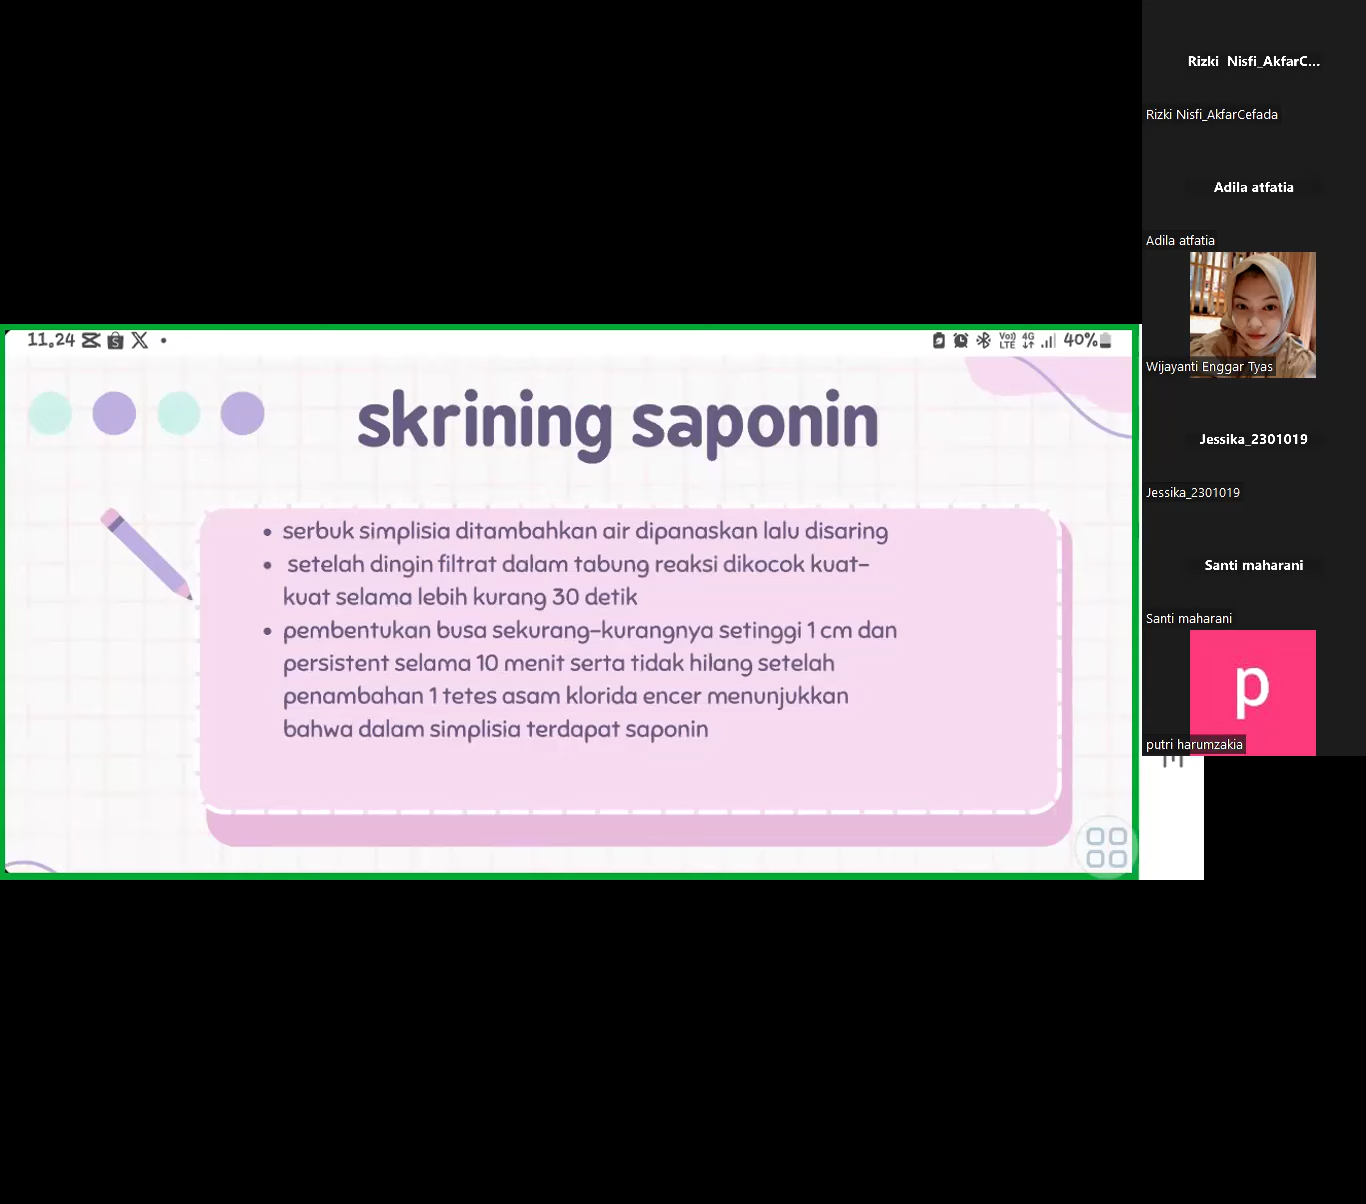 Rizki Nisfi_AkfarC...
Rizki Nisfi_AkfarCefada
Adila atfatia
Adila atfatia
Wijayanti Enggar Tyas
Jessika_2301019
Jessika_2301019
Santi maharani
Santi maharani
p
putri harumzakia
11.24
Vo)) LTE 4G 40%
skrining saponin
• serbuk simplisia ditambahkan air dipanaskan lalu disaring
• setelah dingin filtrat dalam tabung reaksi dikocok kuat-
kuat selama lebih kurang 30 detik
• pembentukan busa sekurang-kurangnya setinggi 1 cm dan
persistent selama 10 menit serta tidak hilang setelah
penambahan 1 tetes asam klorida encer menunjukkan
bahwa dalam simplisia terdapat saponin